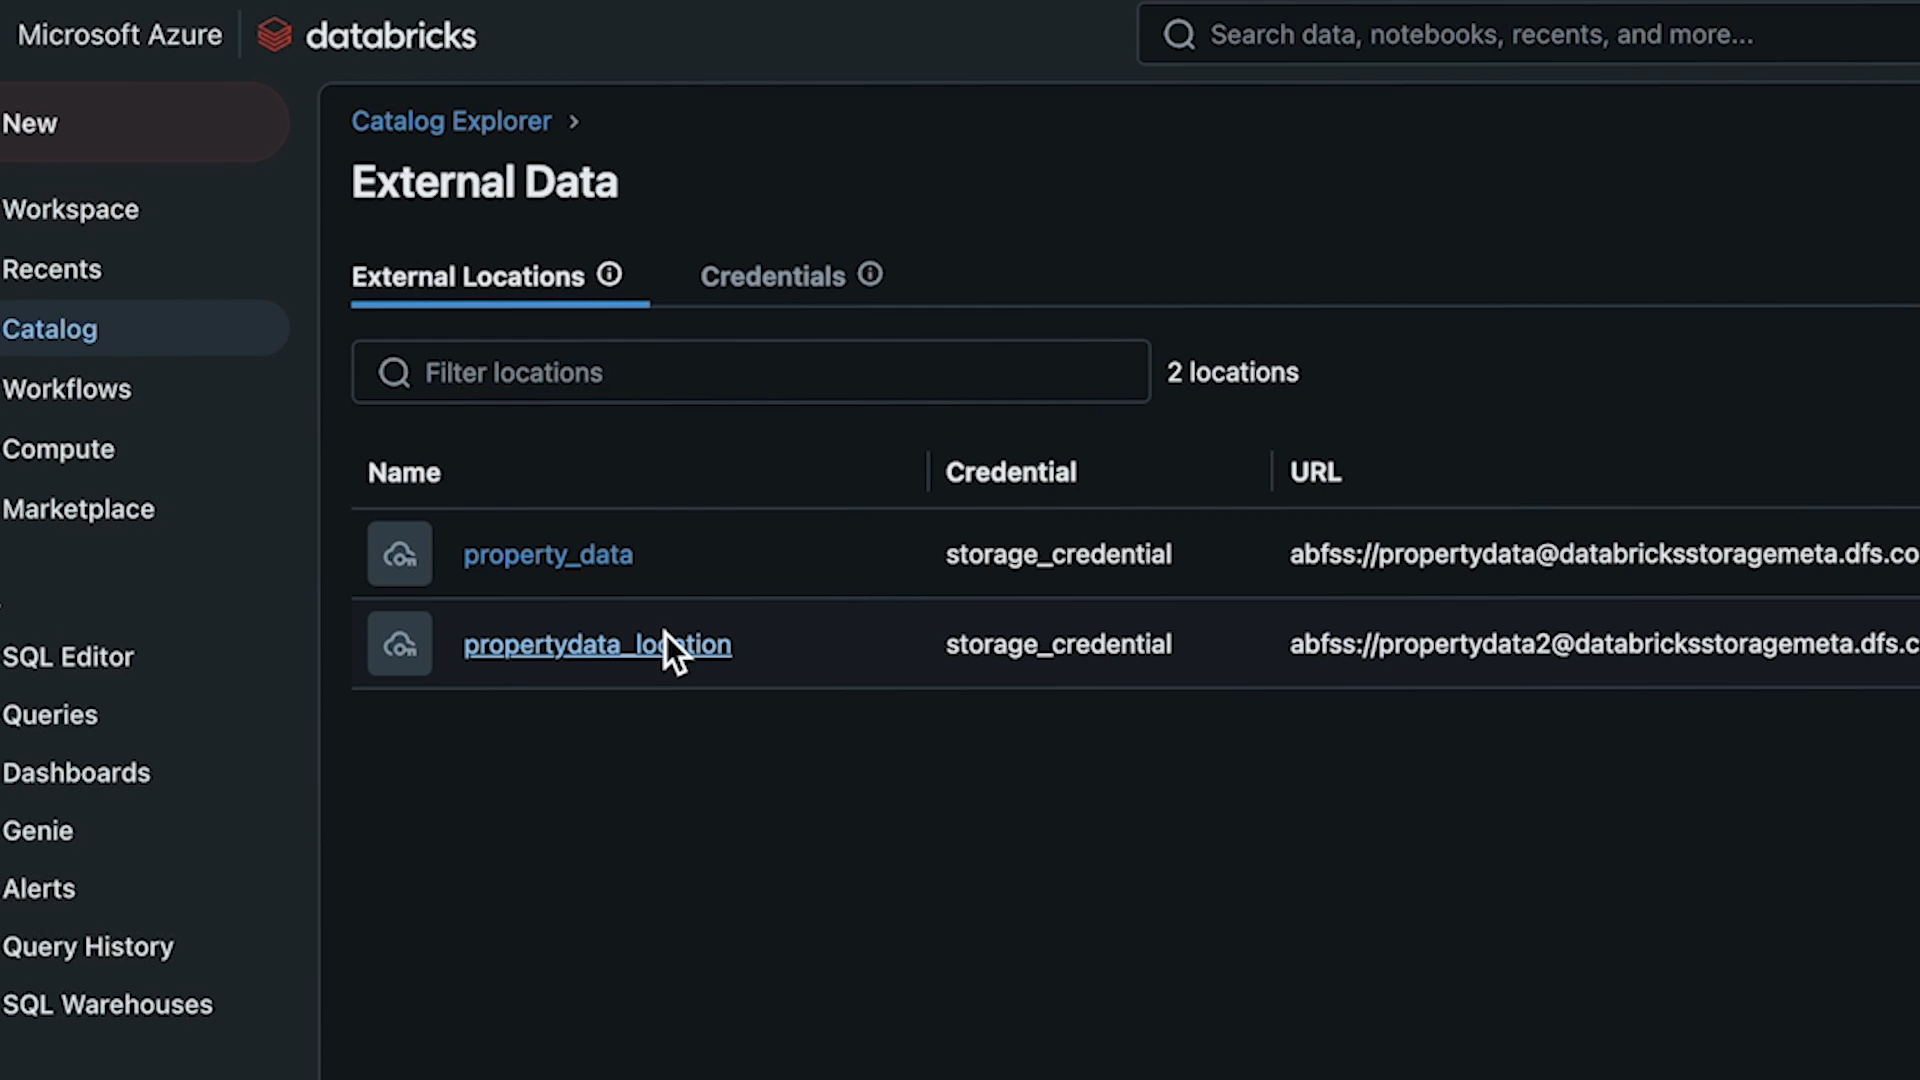 Microsoft Azure databricks
Search data, notebooks, recents, and more...
New
Workspace
Recents
Catalog
Workflows
Compute
Marketplace
SQL Editor
Queries
Dashboards
Genie
Alerts
Query History
SQL Warehouses
Catalog Explorer ›
External Data
External Locations
Credentials
Filter locations
2 locations
Name Credential URL
property_data storage_credential abfss://propertydata@databricksstoragemeta.dfs.co
propertydata_location storage_credential abfss://propertydata2@databricksstoragemeta.dfs.c